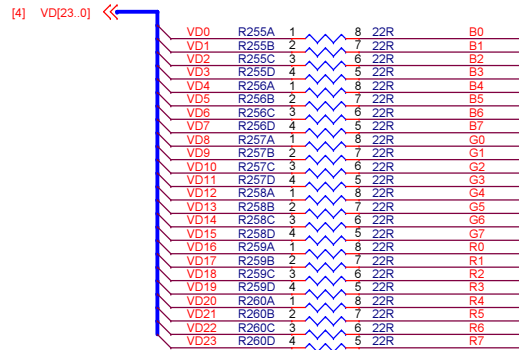 [4] VD[23..0]
VD0 R255A 1 8 22R B0
VD1 R255B 2 7 22R B1
VD2 R255C 3 6 22R B2
VD3 R255D 4 5 22R B3
VD4 R256A 1 8 22R B4
VD5 R256B 2 7 22R B5
VD6 R256C 3 6 22R B6
VD7 R256D 4 5 22R B7
VD8 R257A 1 8 22R G0
VD9 R257B 2 7 22R G1
VD10 R257C 3 6 22R G2
VD11 R257D 4 5 22R G3
VD12 R258A 1 8 22R G4
VD13 R258B 2 7 22R G5
VD14 R258C 3 6 22R G6
VD15 R258D 4 5 22R G7
VD16 R259A 1 8 22R R0
VD17 R259B 2 7 22R R1
VD18 R259C 3 6 22R R2
VD19 R259D 4 5 22R R3
VD20 R260A 1 8 22R R4
VD21 R260B 2 7 22R R5
VD22 R260C 3 6 22R R6
VD23 R260D 4 5 22R R7